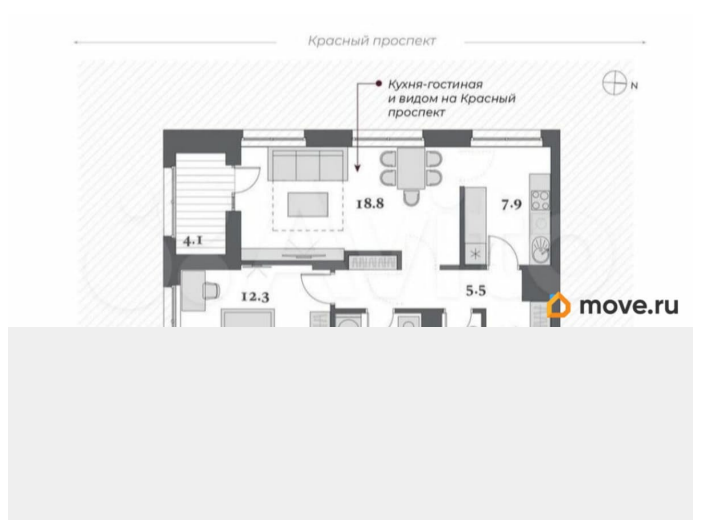 Красный проспект
Кухня-гостиная
и видом на Красный
проспект
N
18.8
7.9
4.1
12.3
5.5
move.ru